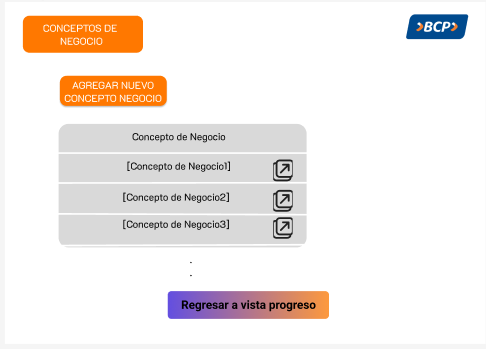 CONCEPTOS DE
NEGOCIO
>BCP>
AGREGAR NUEVO
CONCEPTO NEGOCIO
Concepto de Negocio
[Concepto de Negocio1]
[Concepto de Negocio2]
[Concepto de Negocio3]
.
.
Regresar a vista progreso